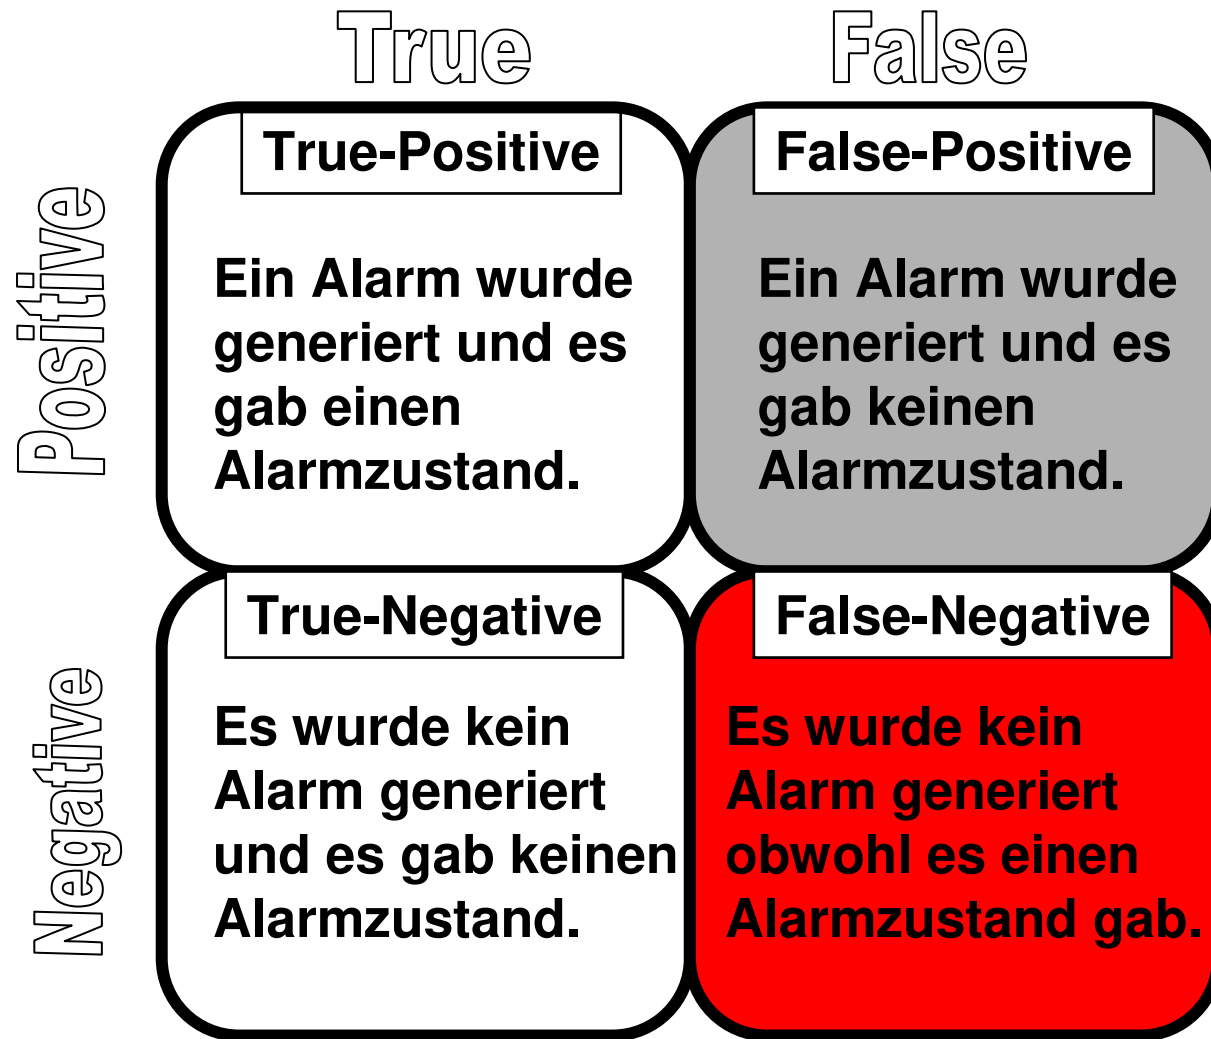 True
False
Positive
True-Positive
Ein Alarm wurde
generiert und es
gab einen
Alarmzustand.
False-Positive
Ein Alarm wurde
generiert und es
gab keinen
Alarmzustand.
Negative
True-Negative
Es wurde kein
Alarm generiert
und es gab keinen
Alarmzustand.
False-Negative
Es wurde kein
Alarm generiert
obwohl es einen
Alarmzustand gab.